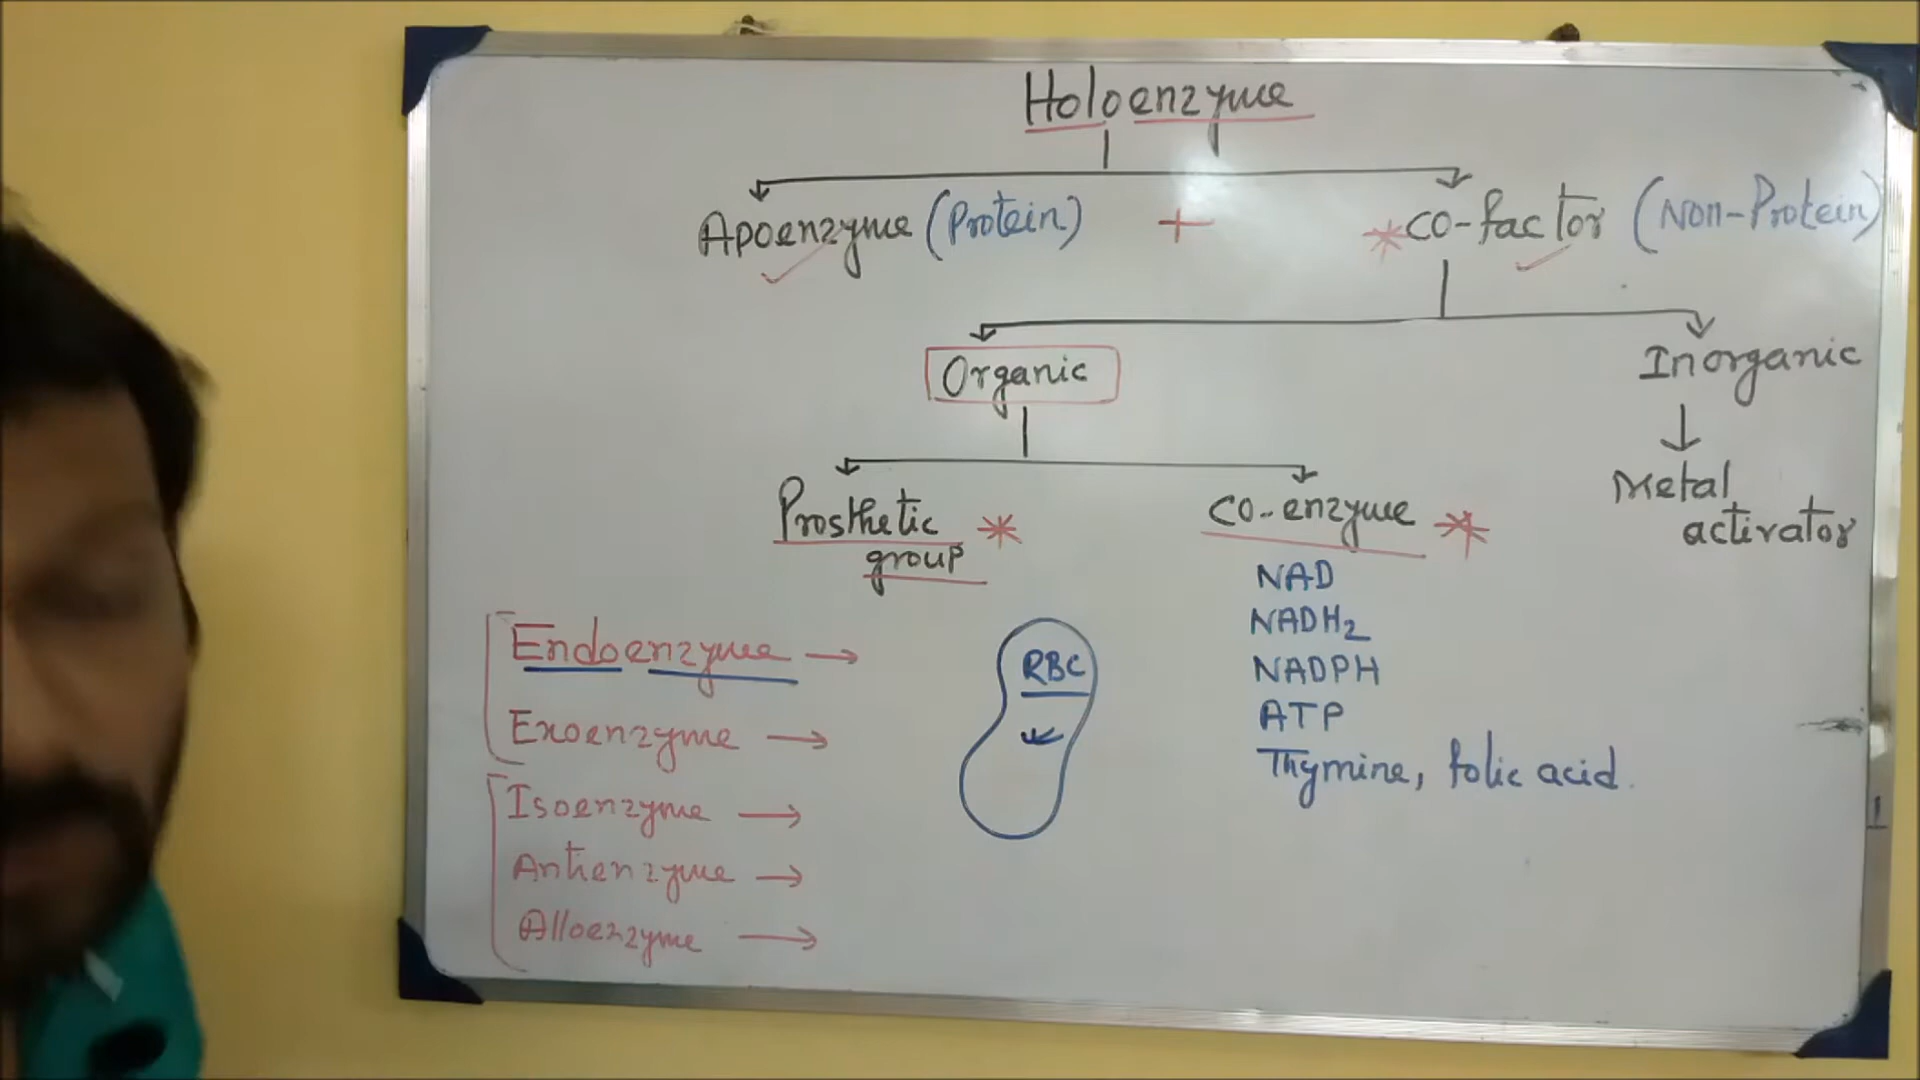 Holoenzyme
Apoenzyme (Protein) + *co-factor (Non-Protein)
Organic
Inorganic
Metal
activator
Prosthetic *
group
co-enzyme *
NAD
NADH2
NADPH
ATP
Thymine, folic acid.
Endoenzyme →
Exoenzyme →
Isoenzyme →
Antienzyme →
Alloenzyme →
RBC